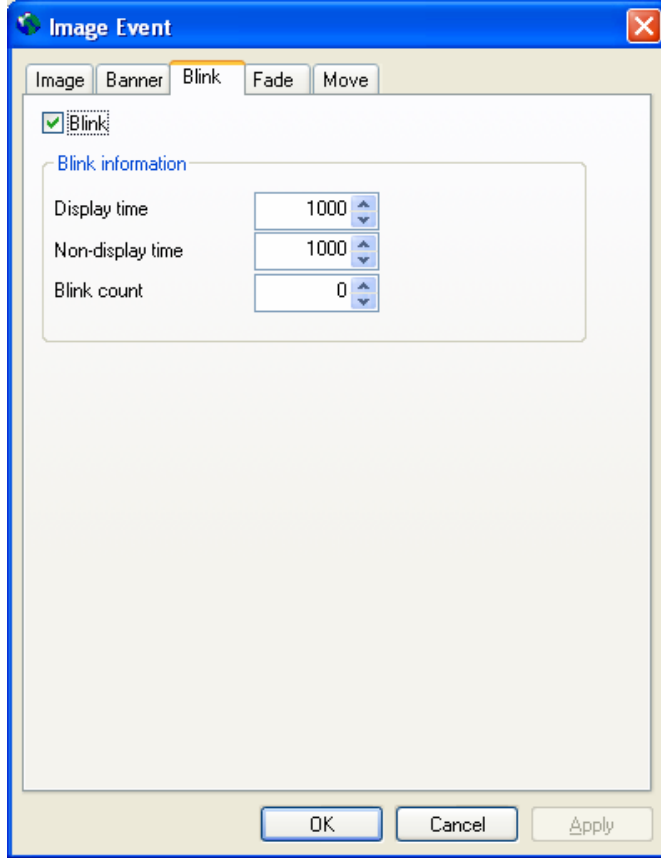 Image Event
Image Banner Blink Fade Move
Blink
Blink information
Display time 1000
Non-display time 1000
Blink count 0
OK Cancel Apply